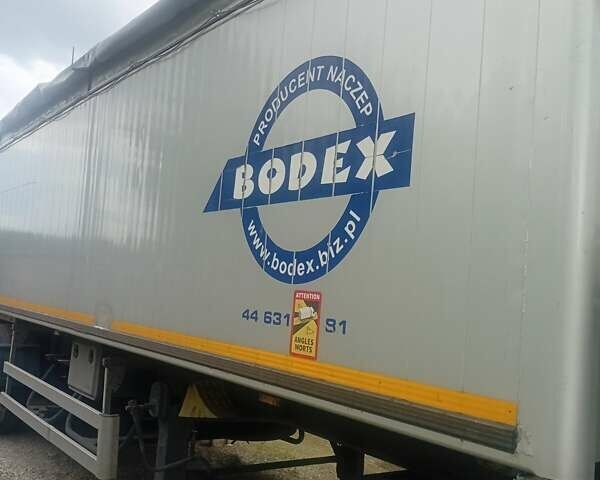 PRODUCENT NACZEP
BODEX
www.bodex.biz.pl
44 631
91
ATTENTION
ANGLES
MORTS